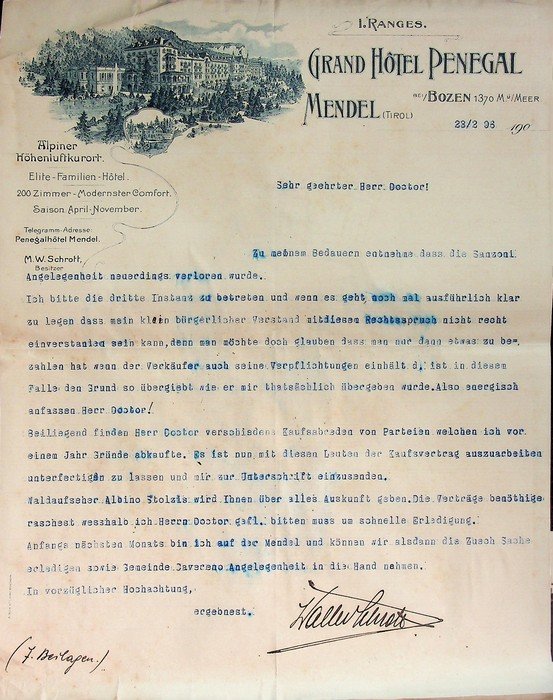 I. RANGES.
GRAND HÔTEL PENEGAL
MENDEL (TIROL) BEI/BOZEN 1370 M Ü/MEER
23/2 06 190
Alpiner
Höhenluftkurort.
Elite-Familien-Hôtel.
200 Zimmer-Modernster Comfort.
Saison April-November.
Telegramm-Adresse:
Penegalhôtel Mendel.
M.W. Schrott,
Besitzer
Sehr geehrter Herr Doctor!
Zu meinem Bedauern entnehme dass die Sanzoni
Angelegenheit neuerdings verloren wurde.
Ich bitte die dritte Instanz zu betreten und wenn es geht noch mal ausführlich klar
zu legen dass mein klein bürgerlicher Verstand mitdiesem Rechtsspruch nicht recht
einverstanden sein kann,denn man möchte doch glauben dass man nur dann etwas zu be-
zahlen hat wenn der Verkäufer auch seine Verpflichtungen einhält d, ist in diesem
Falle den Grund so übergiebt wie er mir thatsächlich übergeben wurde.Also energisch
anfassen Herr Doctor!
Beiliegend finden Herr Doctor verschiedene Kaufsabreden von Parteien welchen ich vor
einem Jahr Gründe abkaufte. Es ist nun mit diesen Leuten der Kaufsvertrag auszuarbeiten
unterfertigen zu lassen und mir zur Unterschrift einzusenden.
Waldaufseher Albino Stolzis wird Ihnen über alles Auskunft geben.Die Verträge benöthige
raschest wesshalb ich Herrn Doctor gefl. bitten muss um schnelle Erledigung.
Anfangs nächsten Monats bin ich auf der Mendel und können wir alsdann die Zusch Sache
erledigen sowie Gemeinde Cavereno Angelegenheit in die Hand nehmen.
In vorzüglicher Hochachtung,
ergebnest.
(7. Beilagen.)